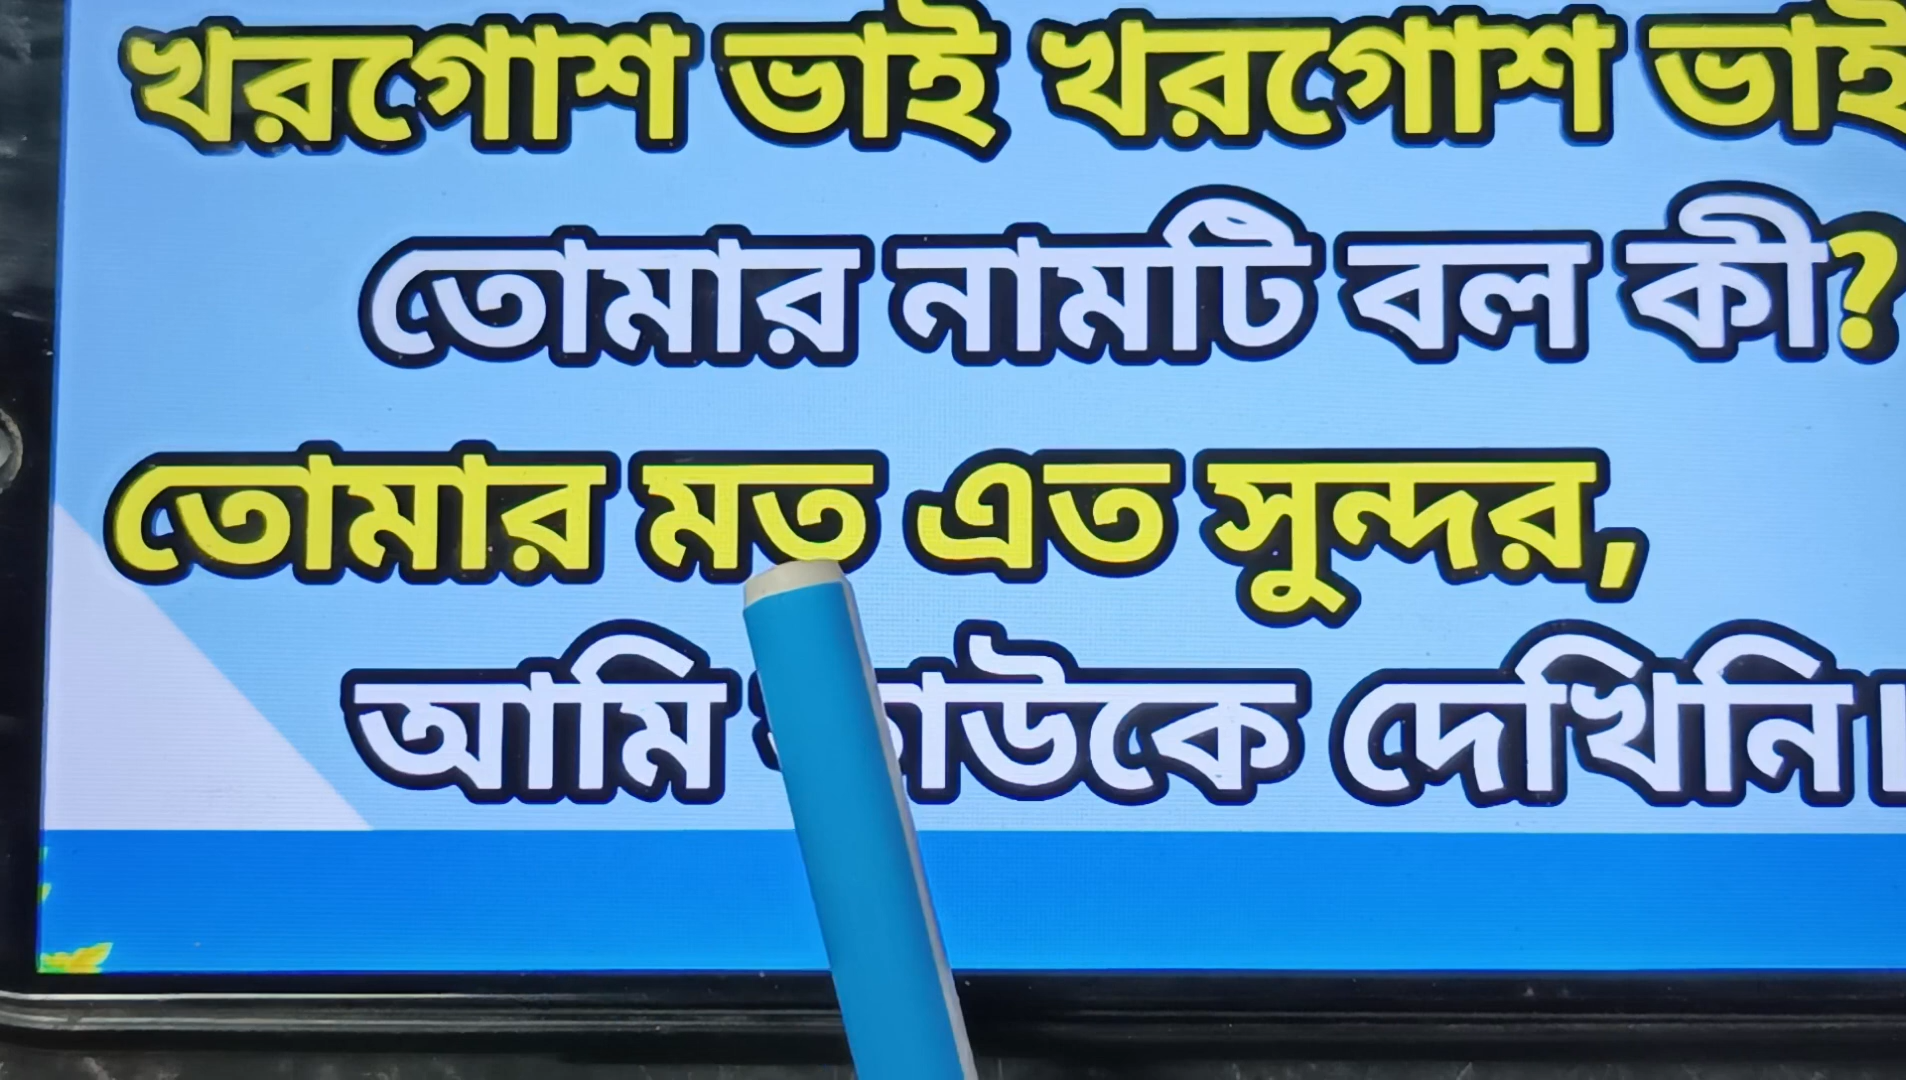 খরগোশ ভাই খরগোশ ভাই
তোমার নামটি বল কী?
তোমার মত এত সুন্দর,
আমি দেখিনি।